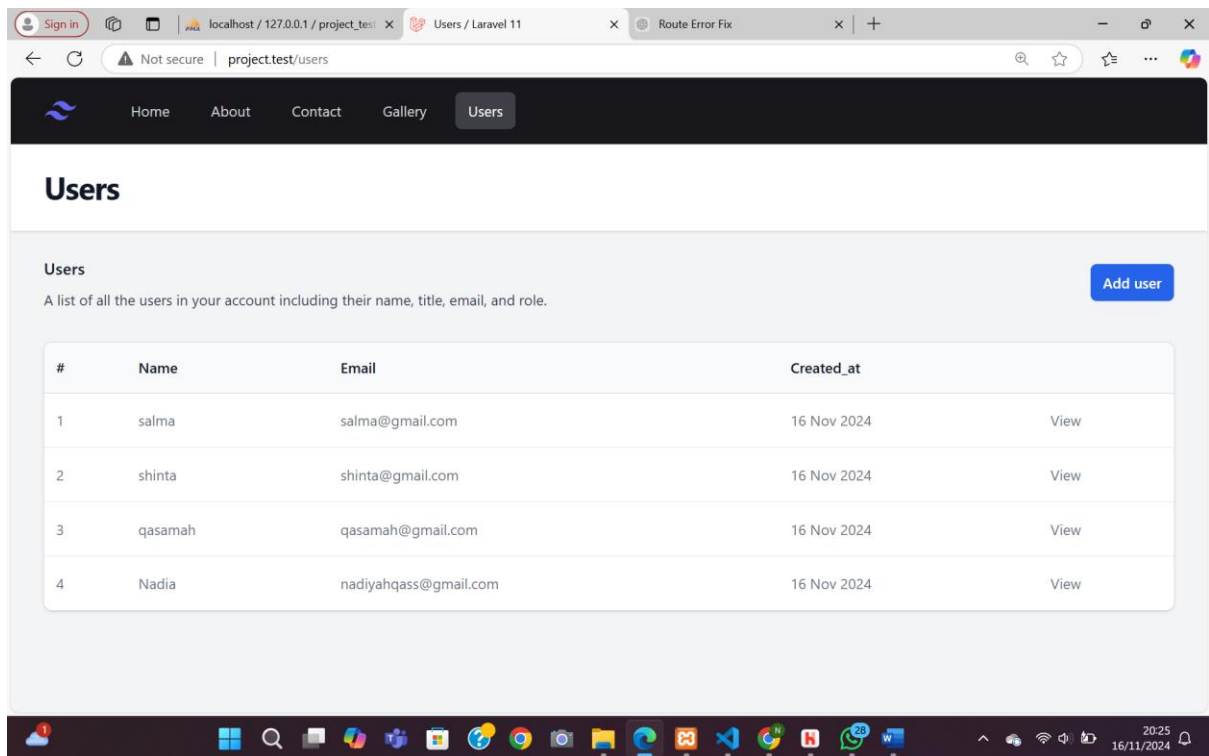 Sign in
localhost / 127.0.0.1 / project_test
Users / Laravel 11
Route Error Fix
Not secure
project.test/users
Home About Contact Gallery Users
Users
Users
Add user
A list of all the users in your account including their name, title, email, and role.
# Name Email Created_at
1 salma salma@gmail.com 16 Nov 2024 View
2 shinta shinta@gmail.com 16 Nov 2024 View
3 qasamah qasamah@gmail.com 16 Nov 2024 View
4 Nadia nadiyahqass@gmail.com 16 Nov 2024 View
1
28
20:25
16/11/2024